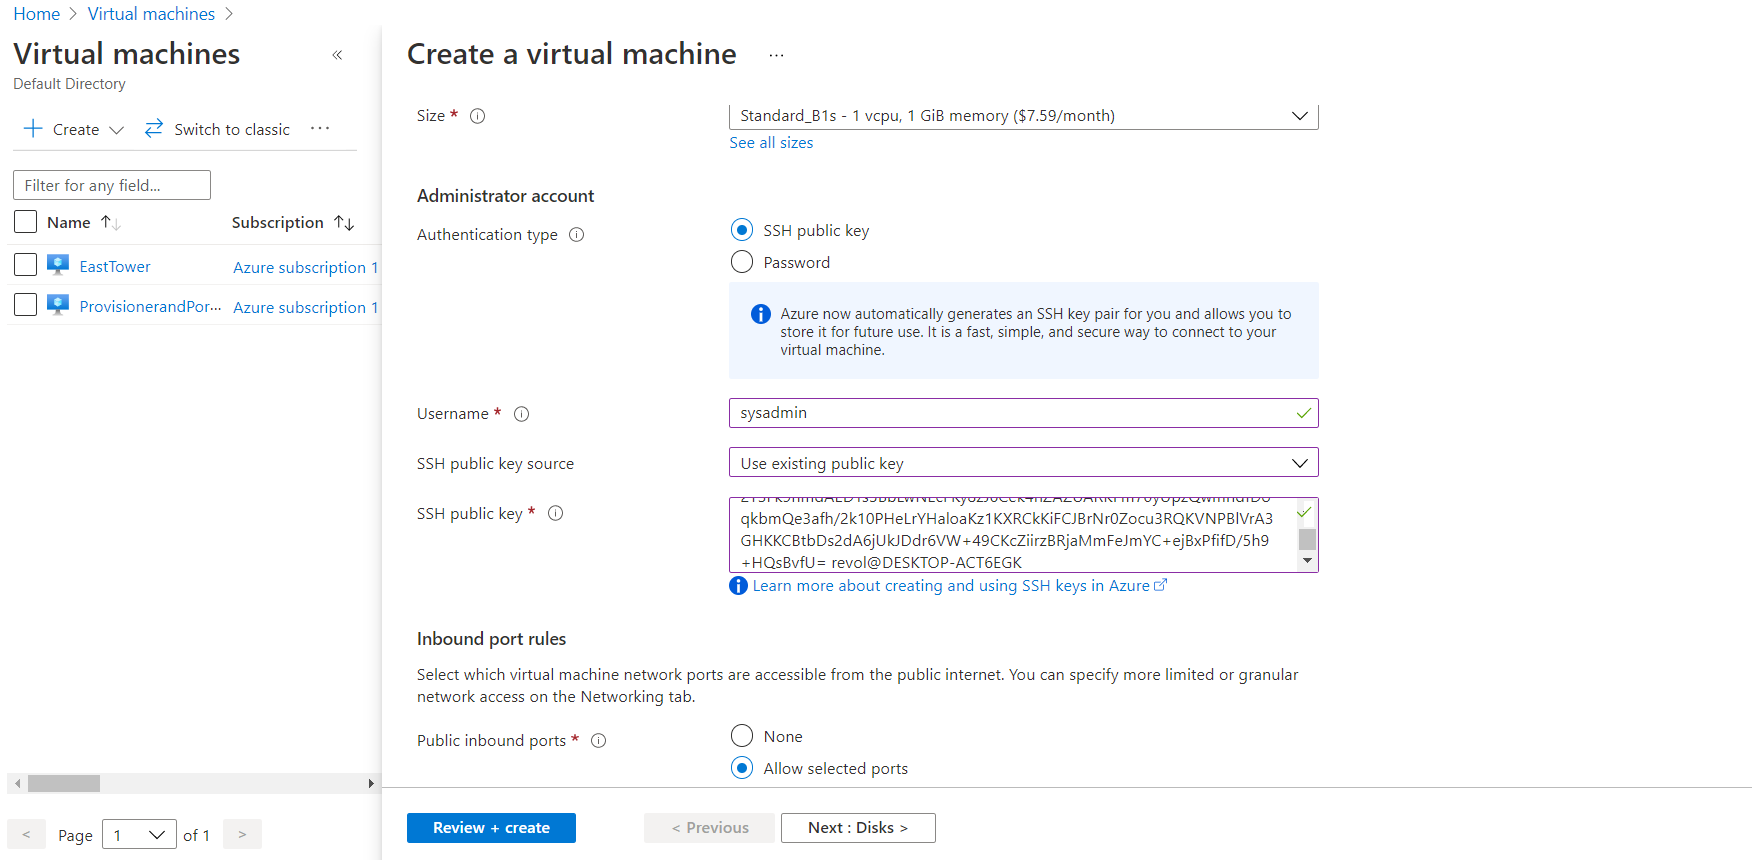 Home > Virtual machines >
Virtual machines
«
Default Directory
+ Create
Switch to classic
...
Filter for any field...
Name ↑↓
Subscription ↑↓
EastTower
Azure subscription 1
ProvisionerandPor...
Azure subscription 1
Page 1 of 1
Create a virtual machine
...
Size *
Standard_B1s - 1 vcpu, 1 GiB memory ($7.59/month)
See all sizes
Administrator account
Authentication type
SSH public key
Password
Azure now automatically generates an SSH key pair for you and allows you to
store it for future use. It is a fast, simple, and secure way to connect to your
virtual machine.
Username *
sysadmin
SSH public key source
Use existing public key
SSH public key *
qkbmQe3afh/2k10PHeLrYHaloaKz1KXRCkKiFCJBrNr0Zocu3RQKVNPBlVrA3
GHKKCBtbDs2dA6jUkJDdr6VW+49CKcZiirzBRjaMmFeJmYC+ejBxPfifD/5h9
+HQsBvfU= revol@DESKTOP-ACT6EGK
Learn more about creating and using SSH keys in Azure
Inbound port rules
Select which virtual machine network ports are accessible from the public internet. You can specify more limited or granular
network access on the Networking tab.
Public inbound ports *
None
Allow selected ports
Review + create
< Previous
Next : Disks >